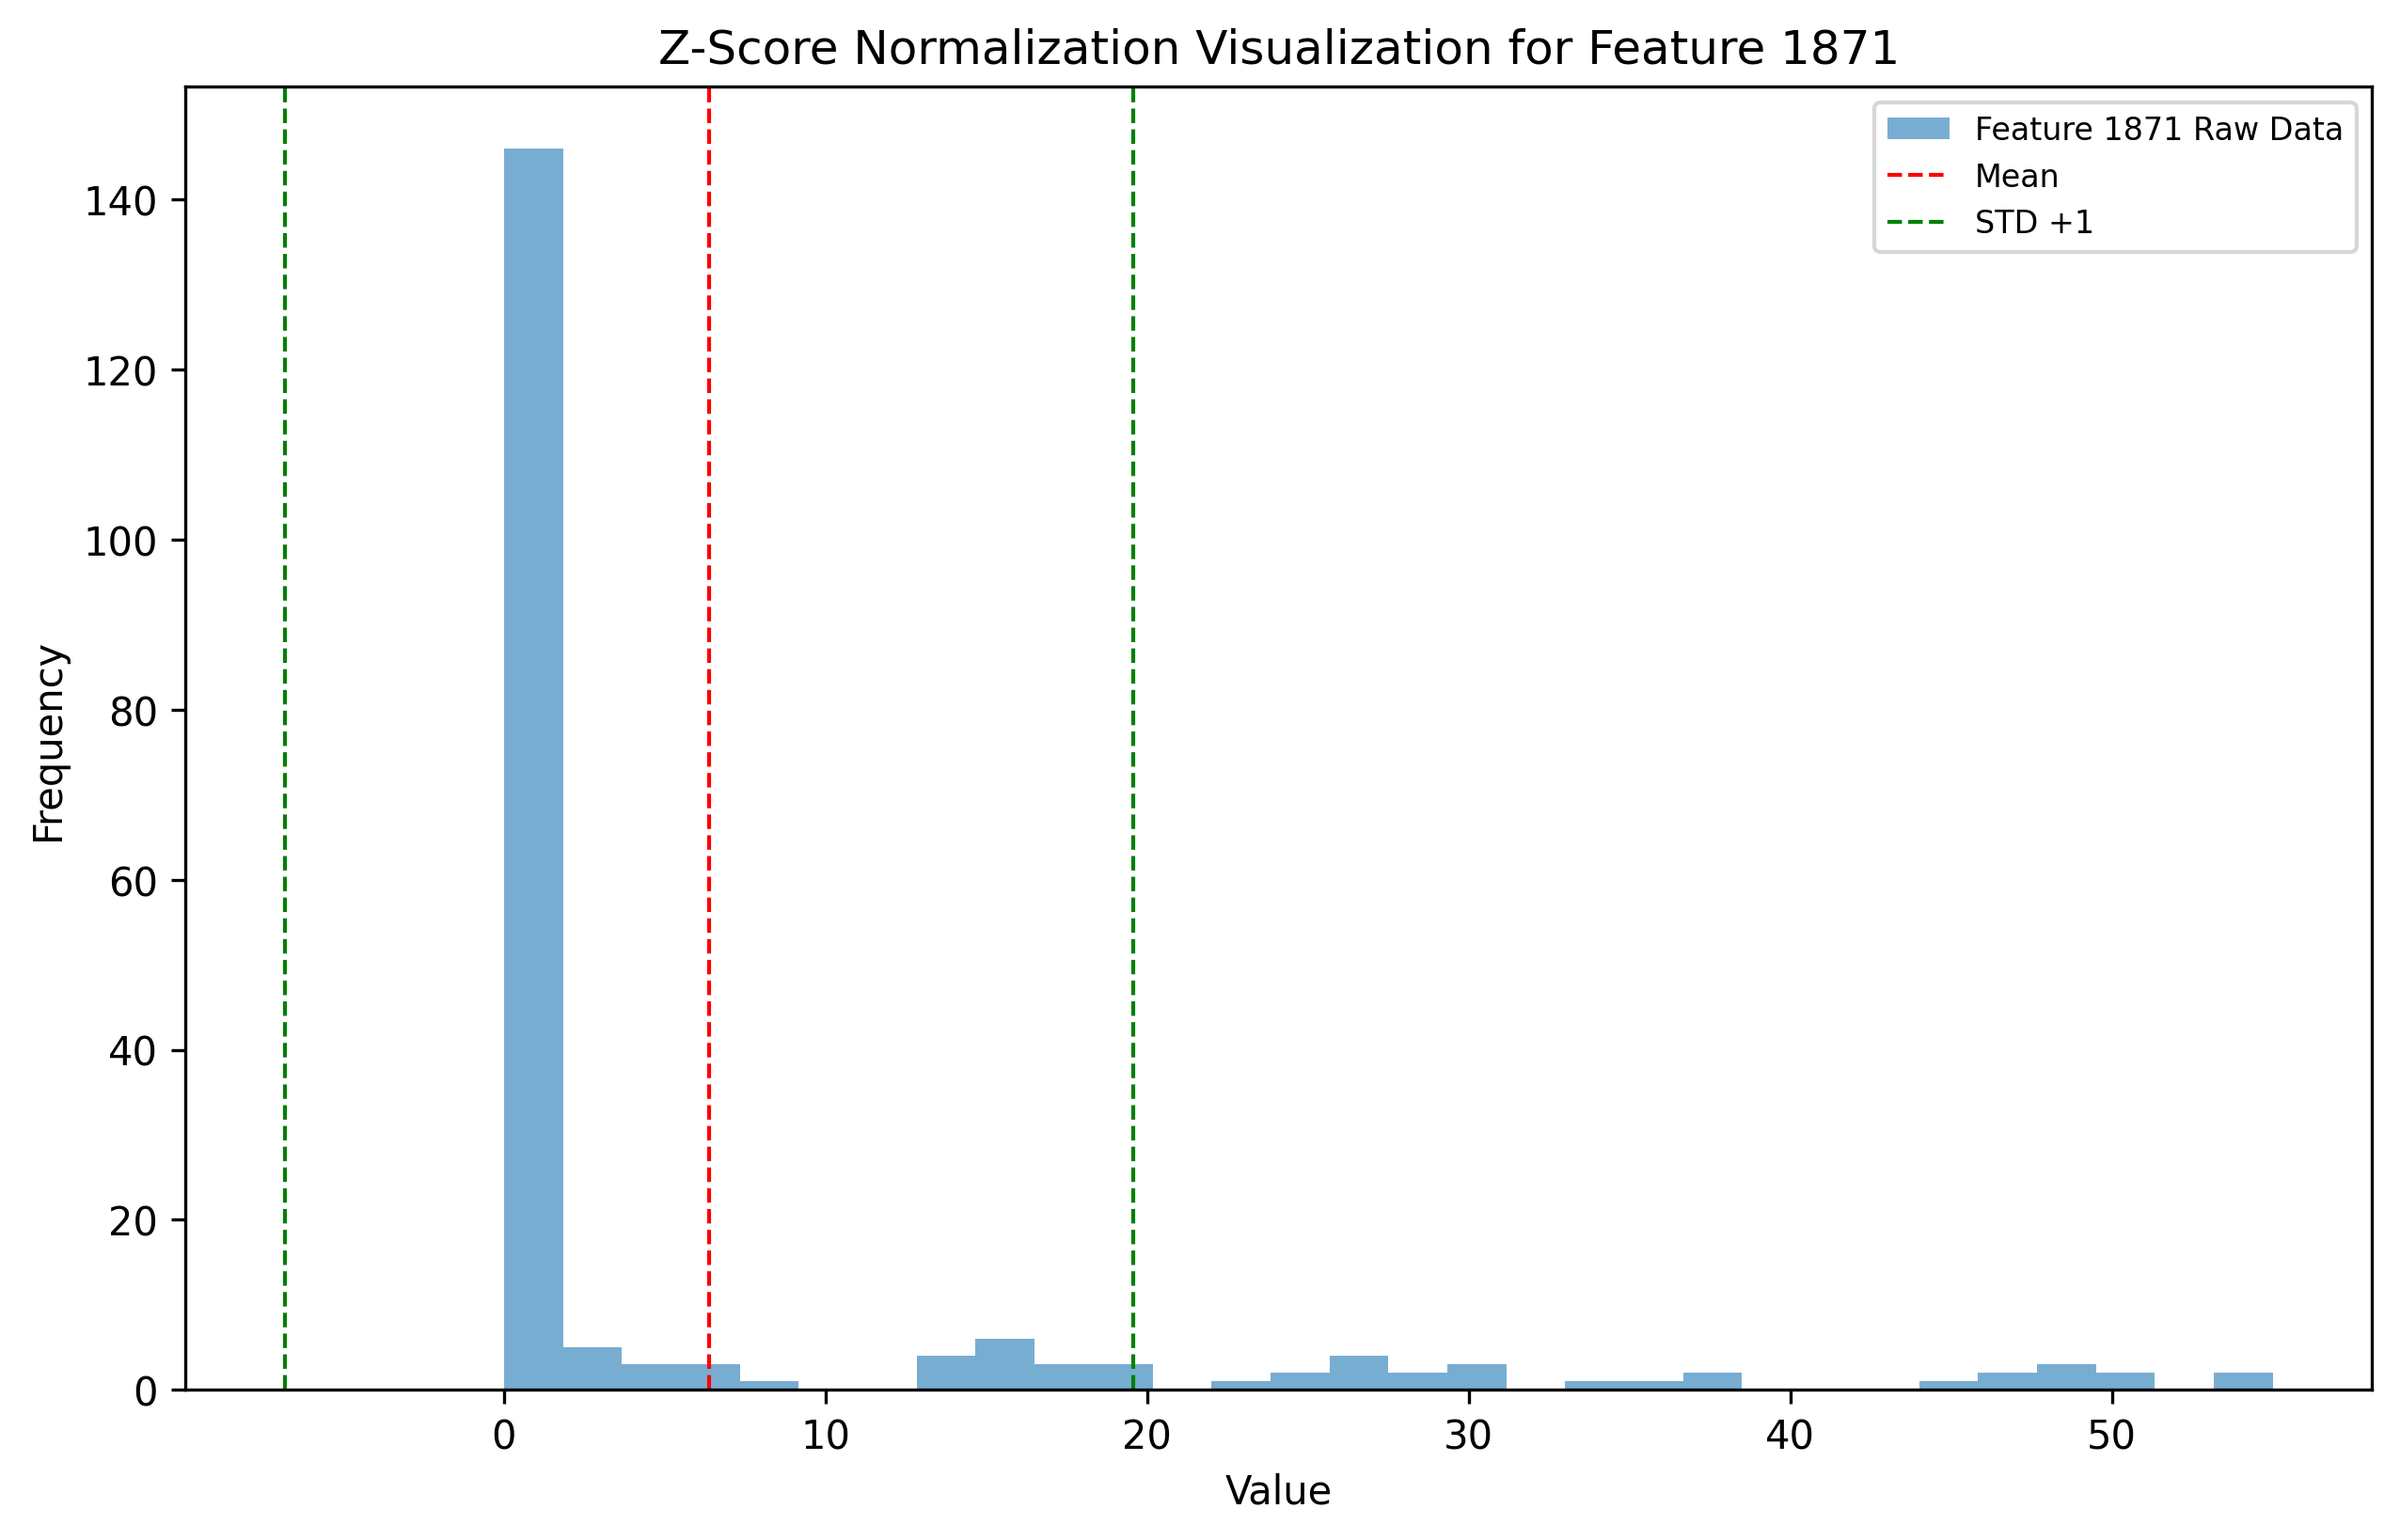 Z-Score Normalization Visualization for Feature 1871
Feature 1871 Raw Data
Mean
STD +1
140
120
100
80
60
40
20
0
Frequency
0 10 20 30 40 50
Value